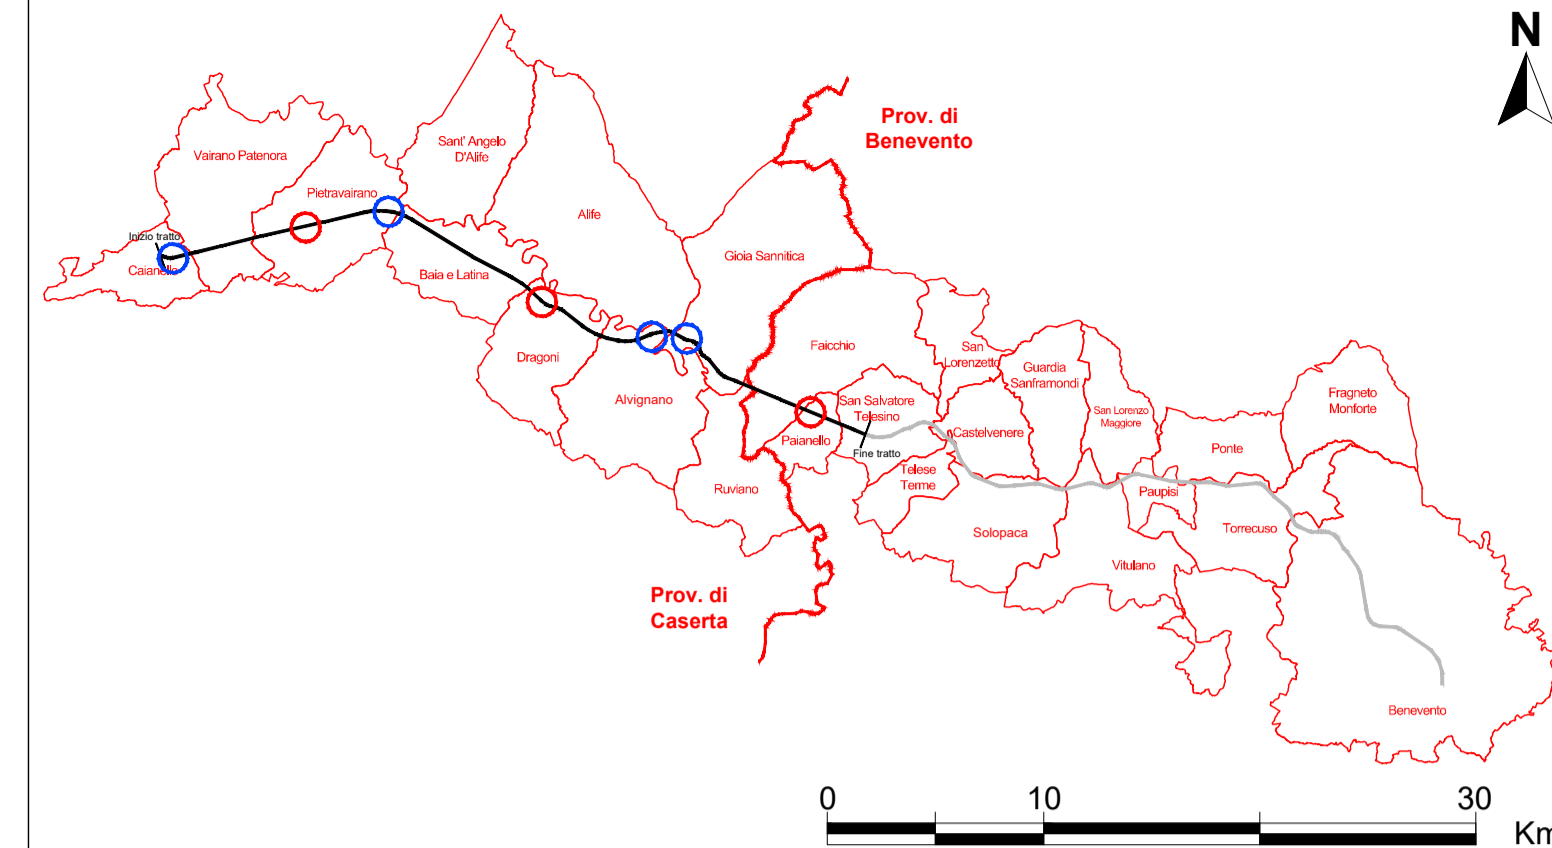 N
Prov. di
Benevento
Sant' Angelo
D'Alife
Vairano Patenora
Pietravairano
Alife
Inizio tratto
Caianello
Baia e Latina
Gioia Sannitica
Dragoni
Faicchio
San
Lorenzetto
Guardia
Sanframondi
Alvignano
San Salvatore
Telesino
San Lorenzo
Maggiore
Fragneto
Monforte
Paianello
Castelvenere
Fine tratto
Ponte
Telese
Terme
Ruviano
Paupisi
Solopaca
Torrecuso
Vitulano
Prov. di
Caserta
Benevento
0 10 30
Km